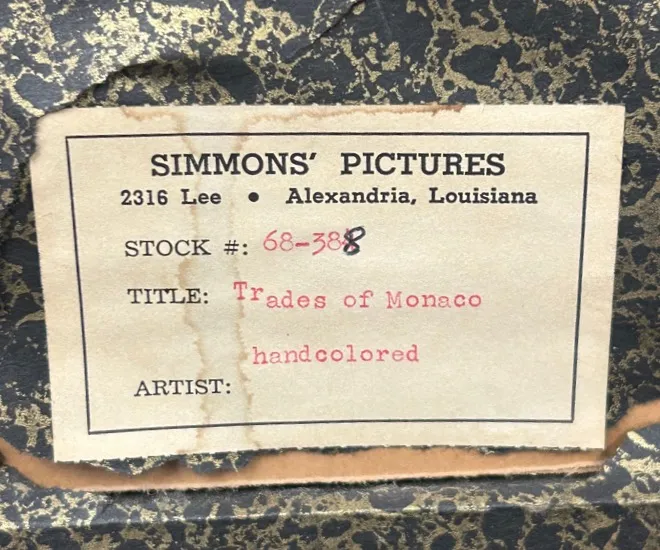 SIMMONS' PICTURES
2316 Lee • Alexandria, Louisiana
STOCK #: 68-388
TITLE: Trades of Monaco
handcolored
ARTIST: